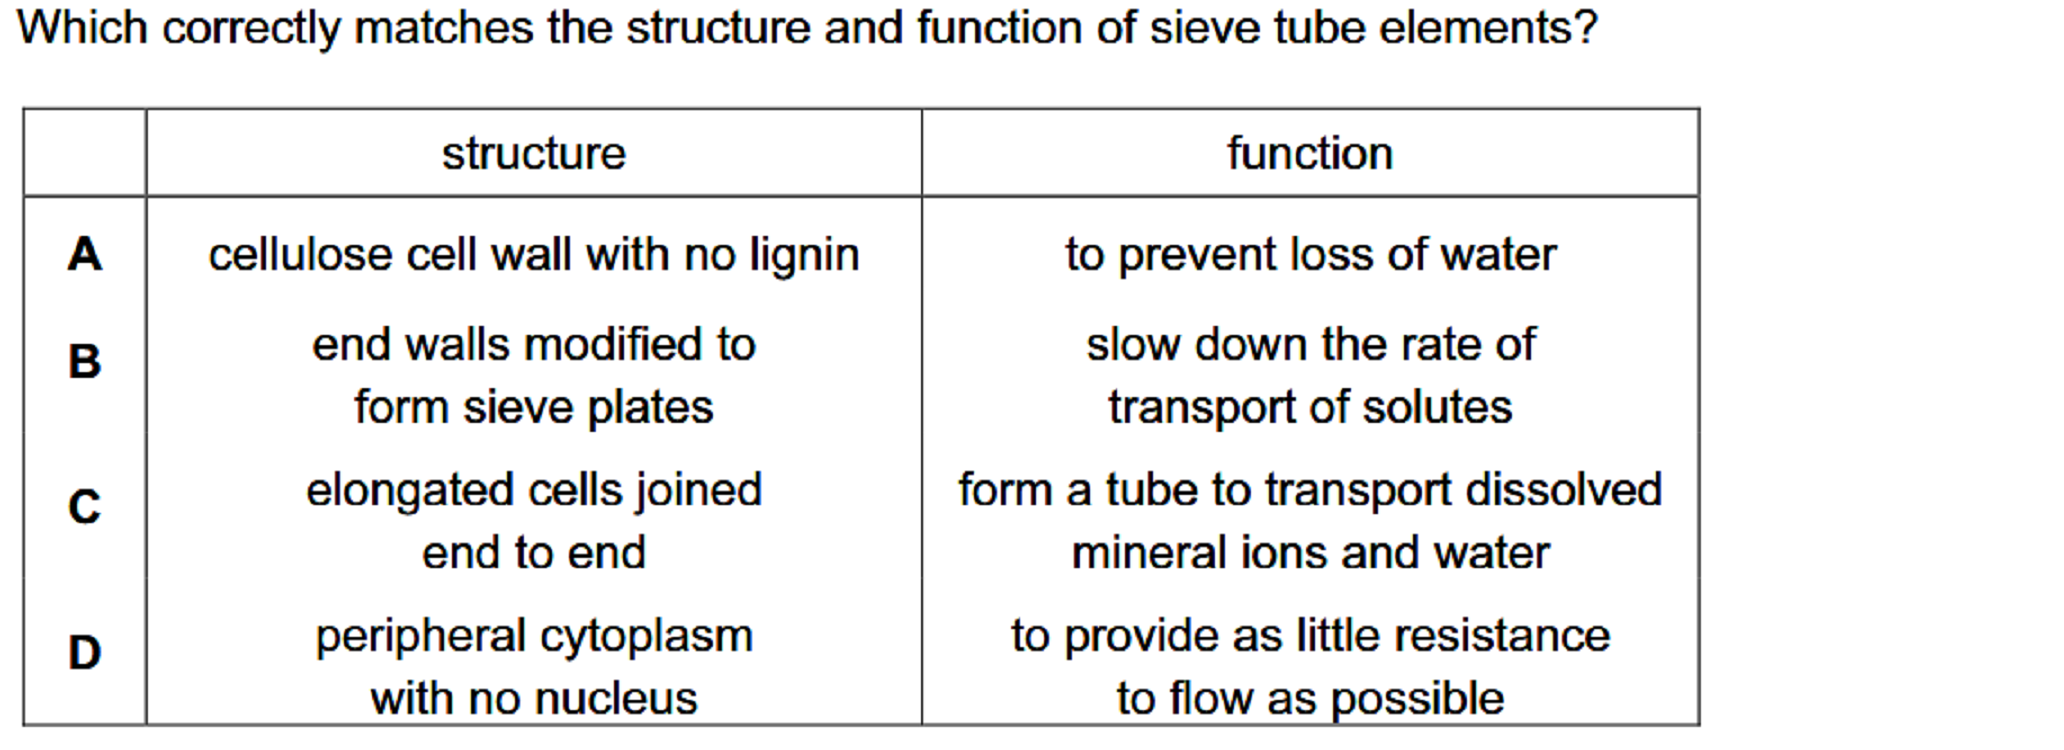 Which correctly matches the structure and function of sieve tube elements?
structure function
A cellulose cell wall with no lignin to prevent loss of water
B end walls modified to slow down the rate of
form sieve plates transport of solutes
C elongated cells joined form a tube to transport dissolved
end to end mineral ions and water
D peripheral cytoplasm to provide as little resistance
with no nucleus to flow as possible